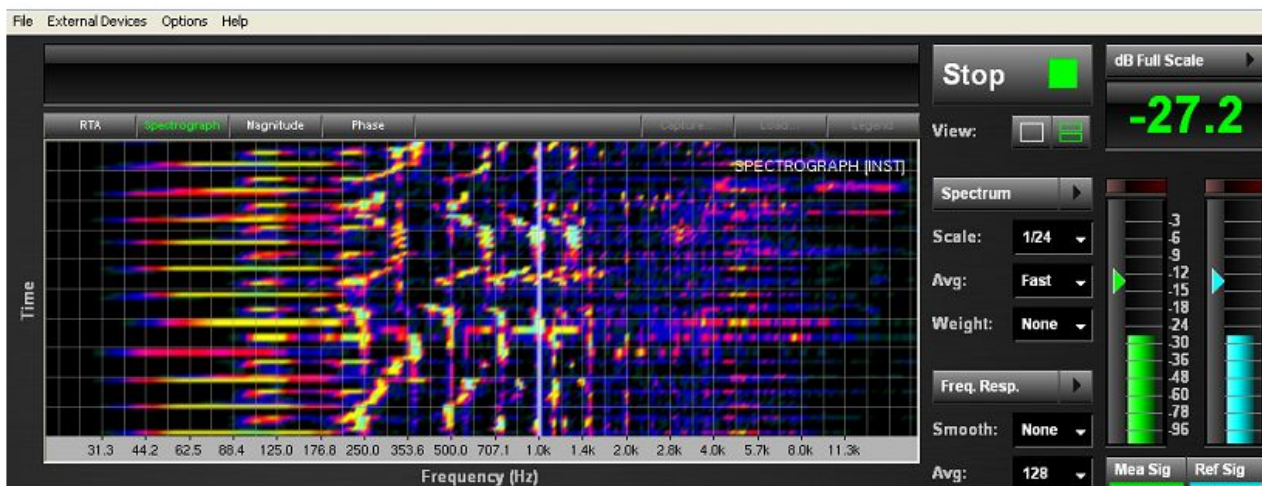 File External Devices Options Help
Stop
dB Full Scale
-27.2
View:
RTA Spectrograph Magnitude Phase Capture... Load... Legend
SPECTROGRAPH [INST]
Spectrum
Scale: 1/24
Avg: Fast
Weight: None
Freq. Resp.
Smooth: None
Avg: 128
-3
-6
-9
-12
-15
-18
-24
-30
-36
-48
-60
-78
-96
Mea Sig Ref Sig
Time
31.3 44.2 62.5 88.4 125.0 176.8 250.0 353.6 500.0 707.1 1.0k 1.4k 2.0k 2.8k 4.0k 5.7k 8.0k 11.3k
Frequency (Hz)